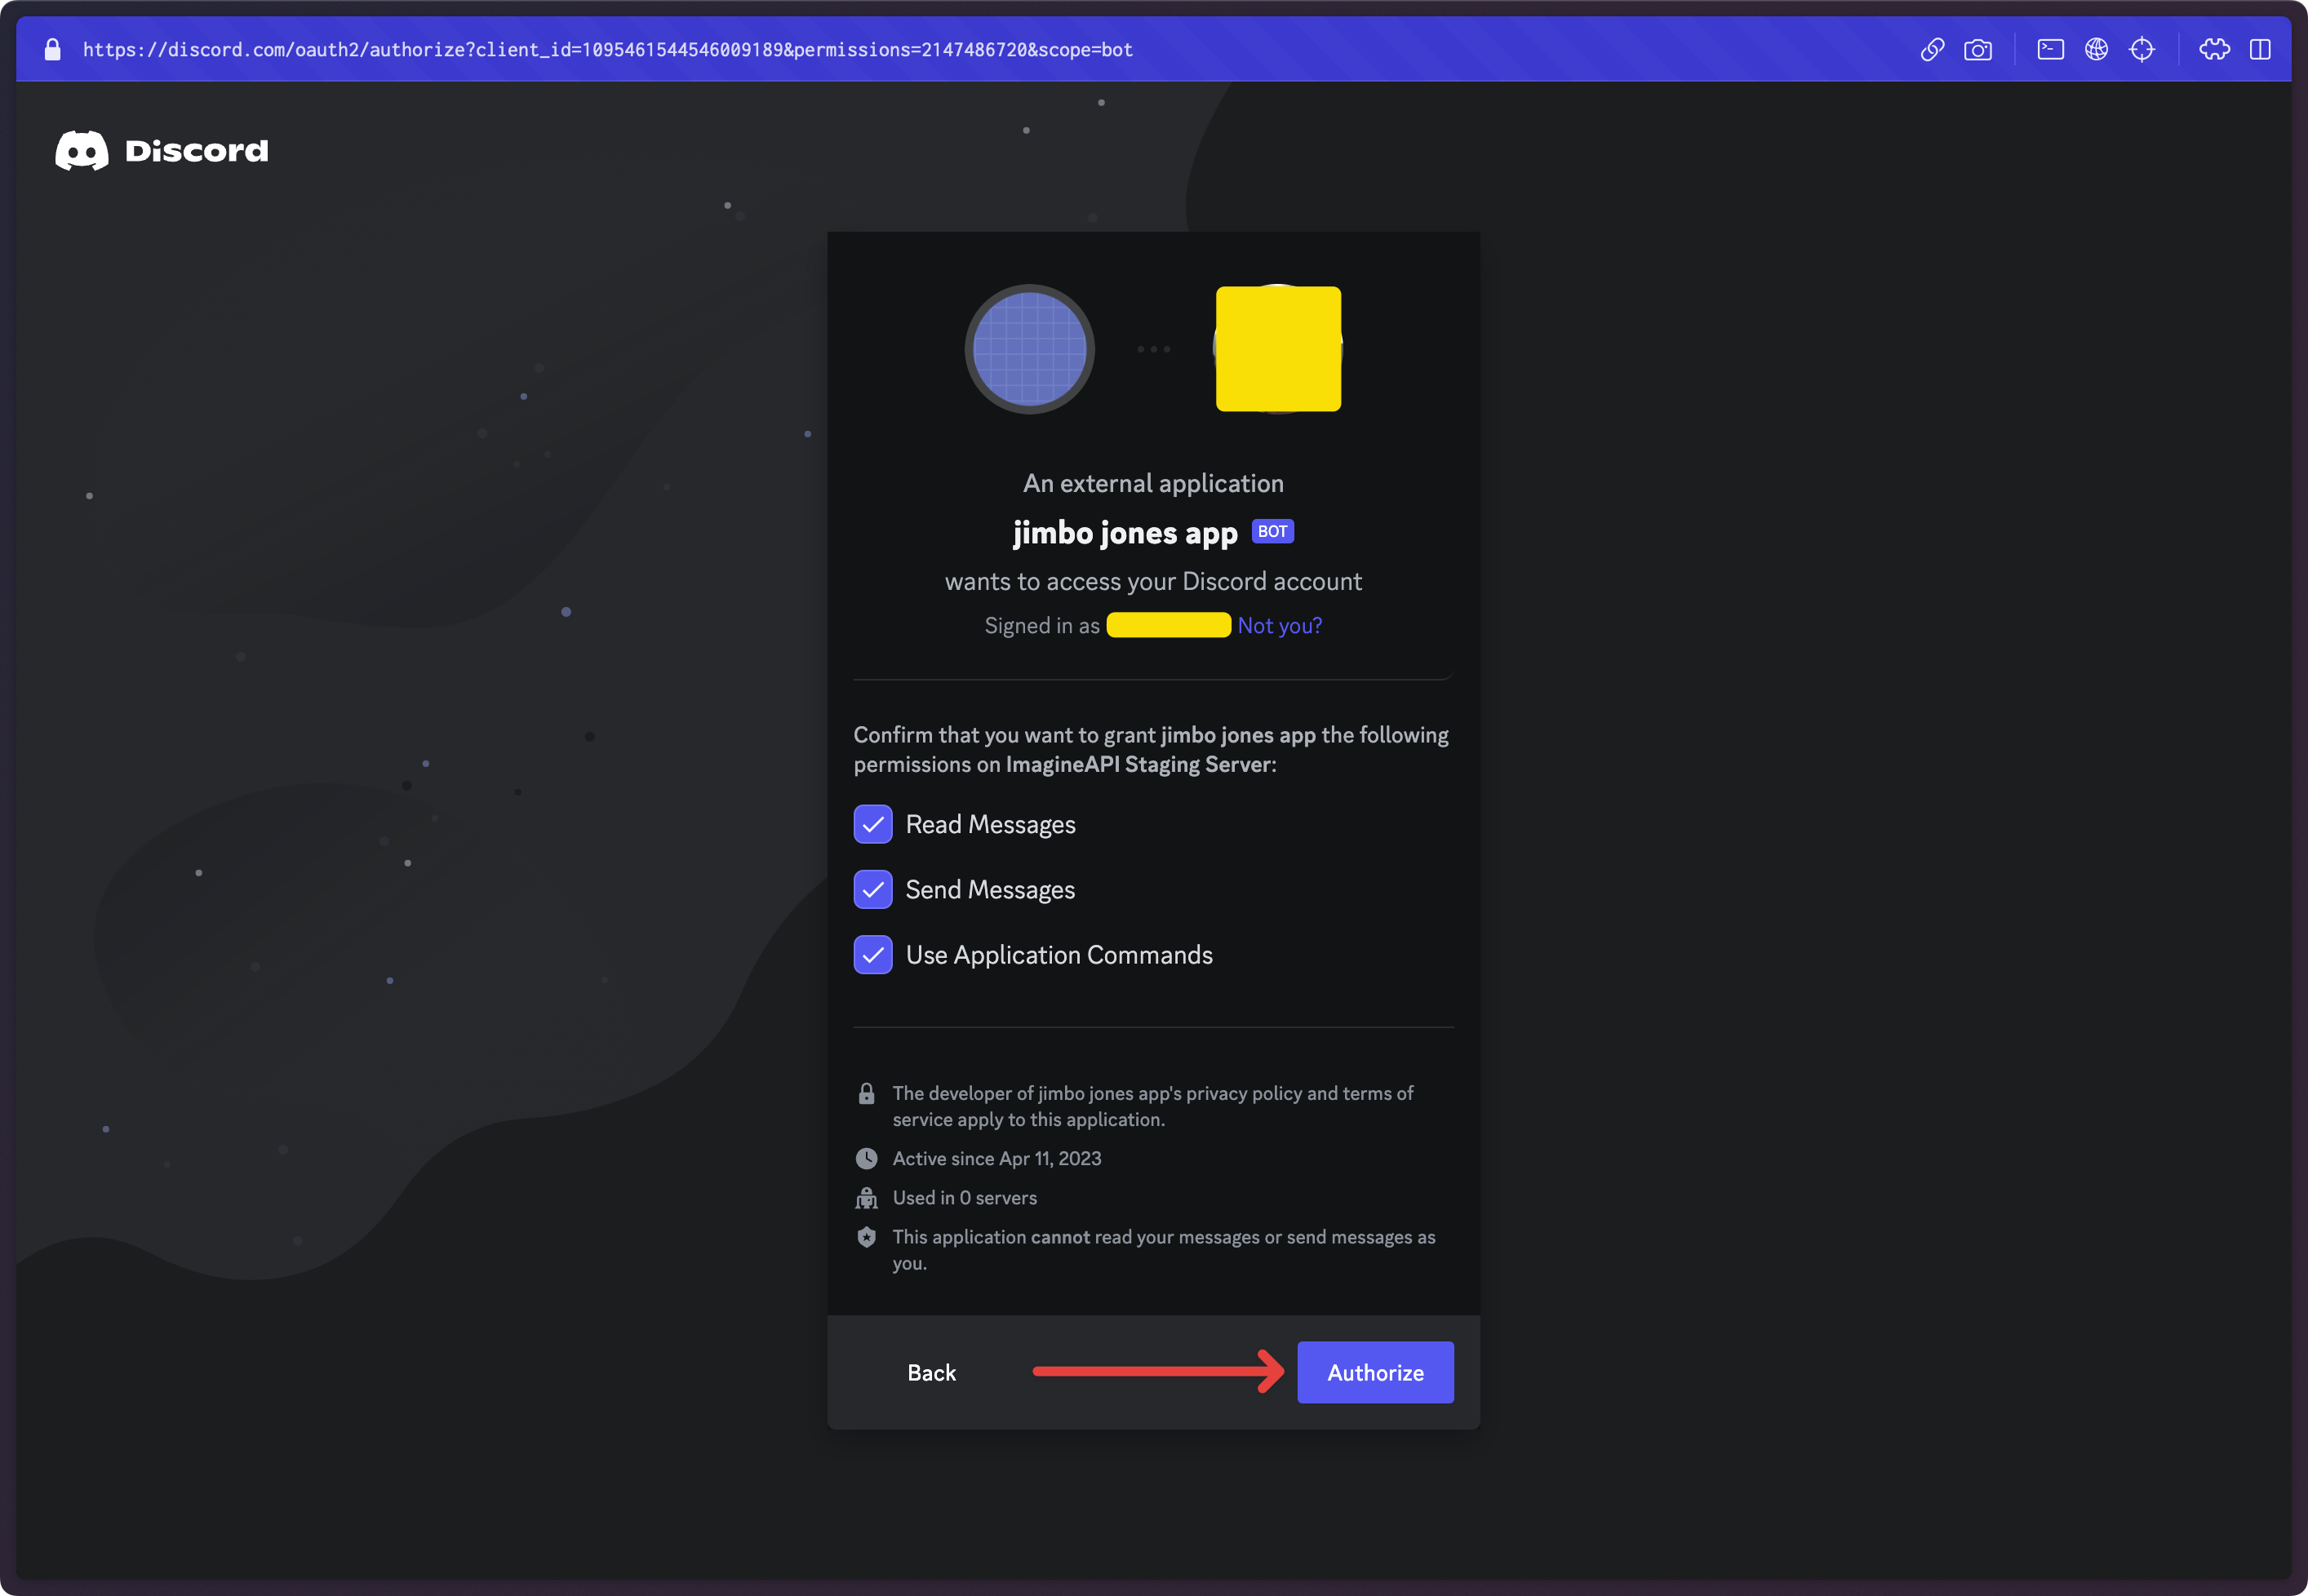 https://discord.com/oauth2/authorize?client_id=1095461544546009189&permissions=2147486720&scope=bot
Discord
An external application
jimbo jones app BOT
wants to access your Discord account
Signed in as Not you?
Confirm that you want to grant jimbo jones app the following
permissions on ImagineAPI Staging Server:
Read Messages
Send Messages
Use Application Commands
The developer of jimbo jones app's privacy policy and terms of
service apply to this application.
Active since Apr 11, 2023
Used in 0 servers
This application cannot read your messages or send messages as
you.
Back
Authorize